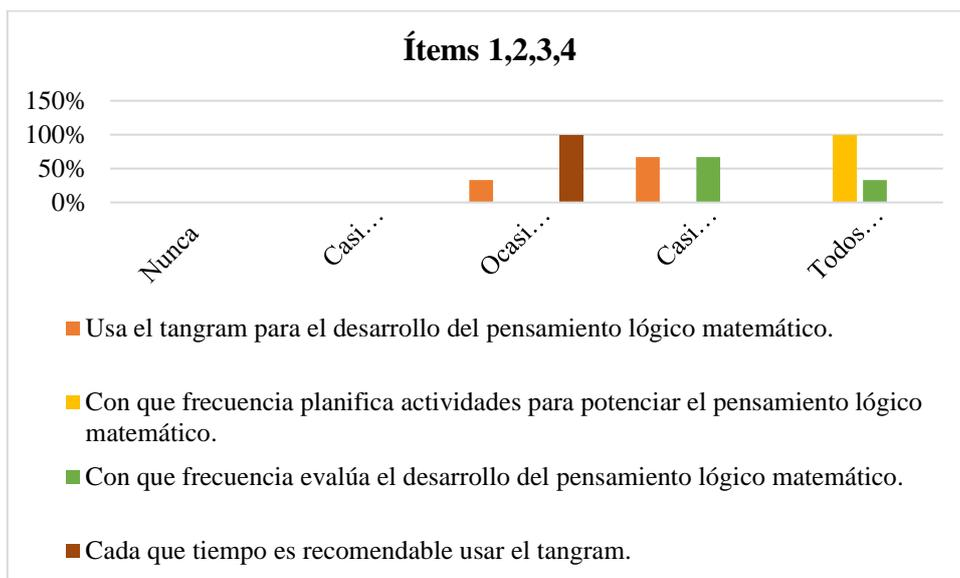 Ítems 1,2,3,4
150%
100%
50%
0%
Nunca
Casi…
Ocasi…
Casi…
Todos…
Usa el tangram para el desarrollo del pensamiento lógico matemático.
Con que frecuencia planifica actividades para potenciar el pensamiento lógico
matemático.
Con que frecuencia evalúa el desarrollo del pensamiento lógico matemático.
Cada que tiempo es recomendable usar el tangram.